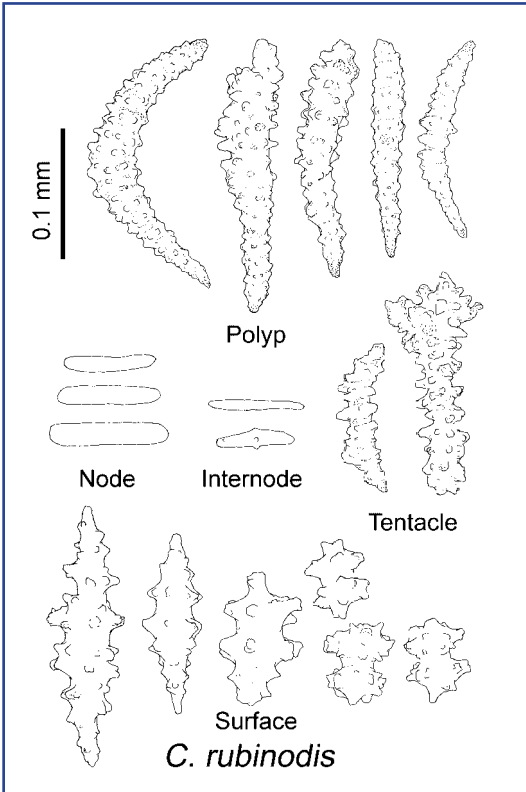 0.1 mm
Polyp
Node
Internode
Tentacle
Surface
C. rubinodis